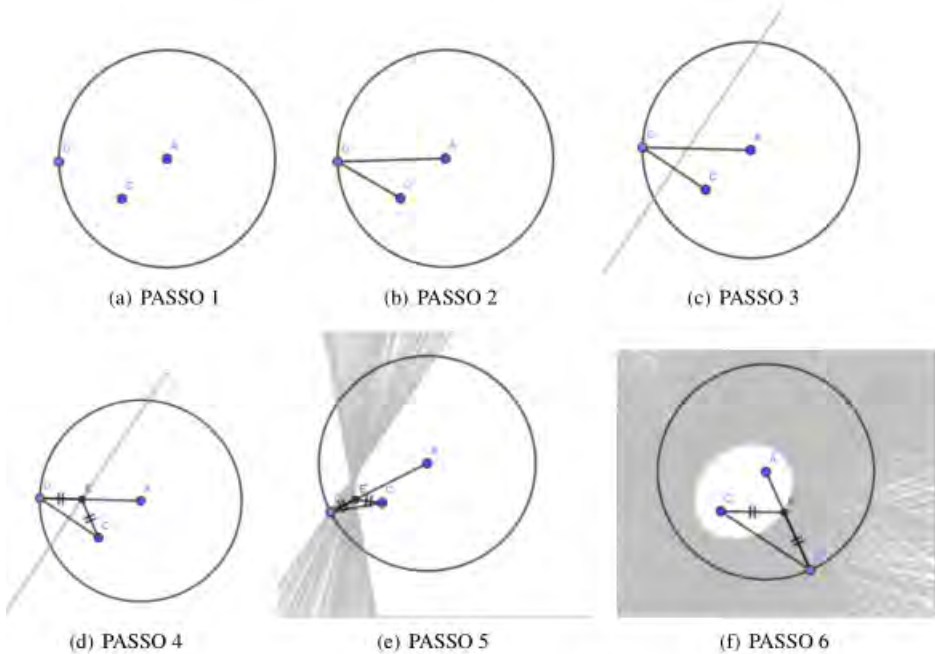 A
C
(a) PASSO 1
A
(b) PASSO 2
(c) PASSO 3
C
(d) PASSO 4
E
(e) PASSO 5
A
(f) PASSO 6